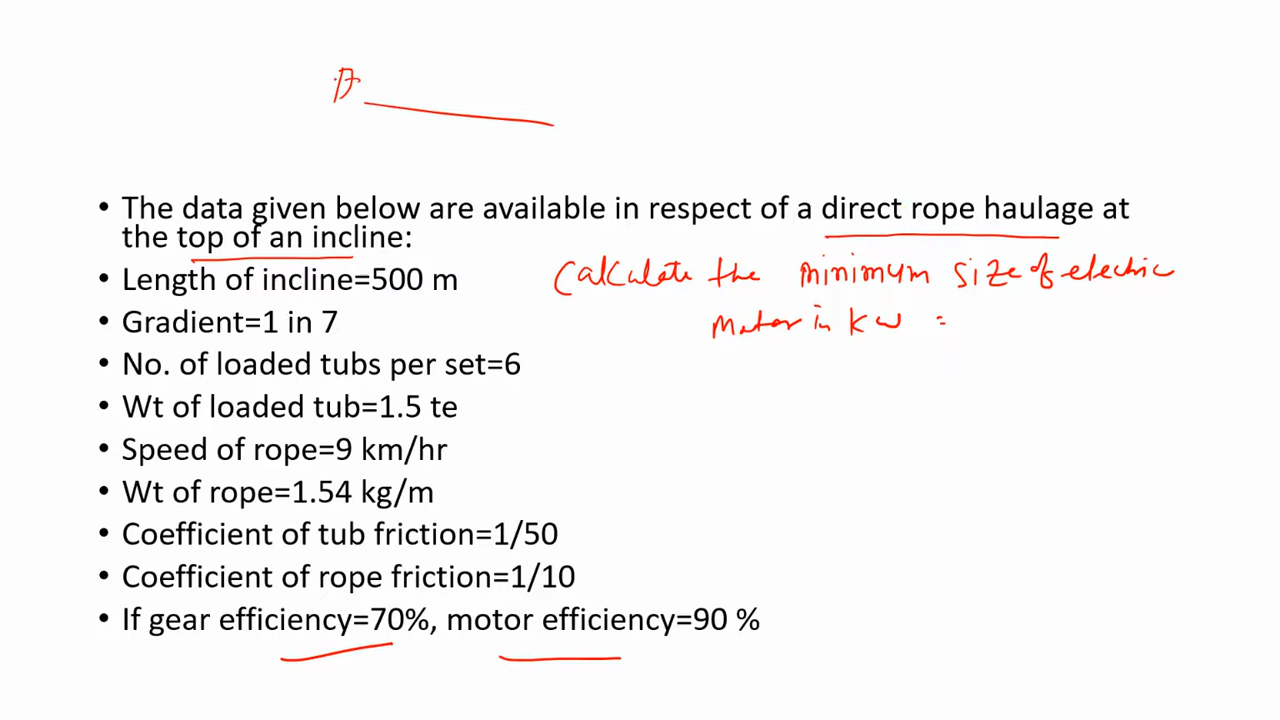 • The data given below are available in respect of a direct rope haulage at
the top of an incline:
• Length of incline=500 m
Calculate the minimum size of electric
• Gradient=1 in 7
Motor in kw =
• No. of loaded tubs per set=6
• Wt of loaded tub=1.5 te
• Speed of rope=9 km/hr
• Wt of rope=1.54 kg/m
• Coefficient of tub friction=1/50
• Coefficient of rope friction=1/10
• If gear efficiency=70%, motor efficiency=90 %